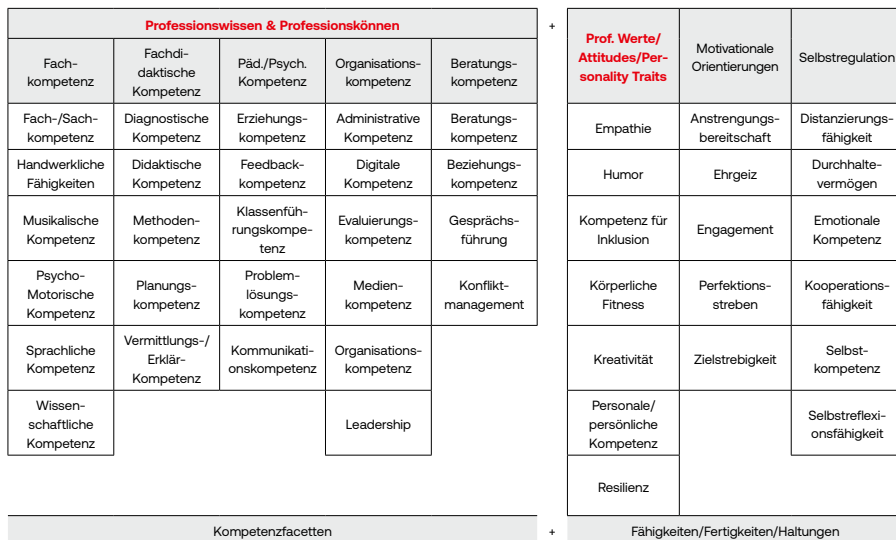 Professionswissen & Professionskönnen
+
Prof. Werte/
Attitudes/Per-
sonality Traits
Motivationale
Orientierungen
Selbstregulation
Fach-
kompetenz
Fachdi-
daktische
Kompetenz
Päd./Psych.
Kompetenz
Organisations-
kompetenz
Beratungs-
kompetenz
Fach-/Sach-
kompetenz
Diagnostische
Kompetenz
Erziehungs-
kompetenz
Administrative
Kompetenz
Beratungs-
kompetenz
Empathie
Anstrengungs-
bereitschaft
Distanzierungs-
fähigkeit
Handwerkliche
Fähigkeiten
Didaktische
Kompetenz
Feedback-
kompetenz
Digitale
Kompetenz
Beziehungs-
kompetenz
Humor
Ehrgeiz
Durchhalte-
vermögen
Musikalische
Kompetenz
Methoden-
kompetenz
Klassenfüh-
rungskompe-
tenz
Evaluierungs-
kompetenz
Gesprächs-
führung
Kompetenz für
Inklusion
Engagement
Emotionale
Kompetenz
Psycho-
Motorische
Kompetenz
Planungs-
kompetenz
Problem-
lösungs-
kompetenz
Medien-
kompetenz
Konflikt-
management
Körperliche
Fitness
Perfektions-
streben
Kooperations-
fähigkeit
Sprachliche
Kompetenz
Vermittlungs-/
Erklär-
Kompetenz
Kommunikati-
onskompetenz
Organisations-
kompetenz
Kreativität
Zielstrebigkeit
Selbst-
kompetenz
Wissen-
schaftliche
Kompetenz
Leadership
Personale/
persönliche
Kompetenz
Selbstreflexi-
onsfähigkeit
Resilienz
Kompetenzfacetten
+
Fähigkeiten/Fertigkeiten/Haltungen